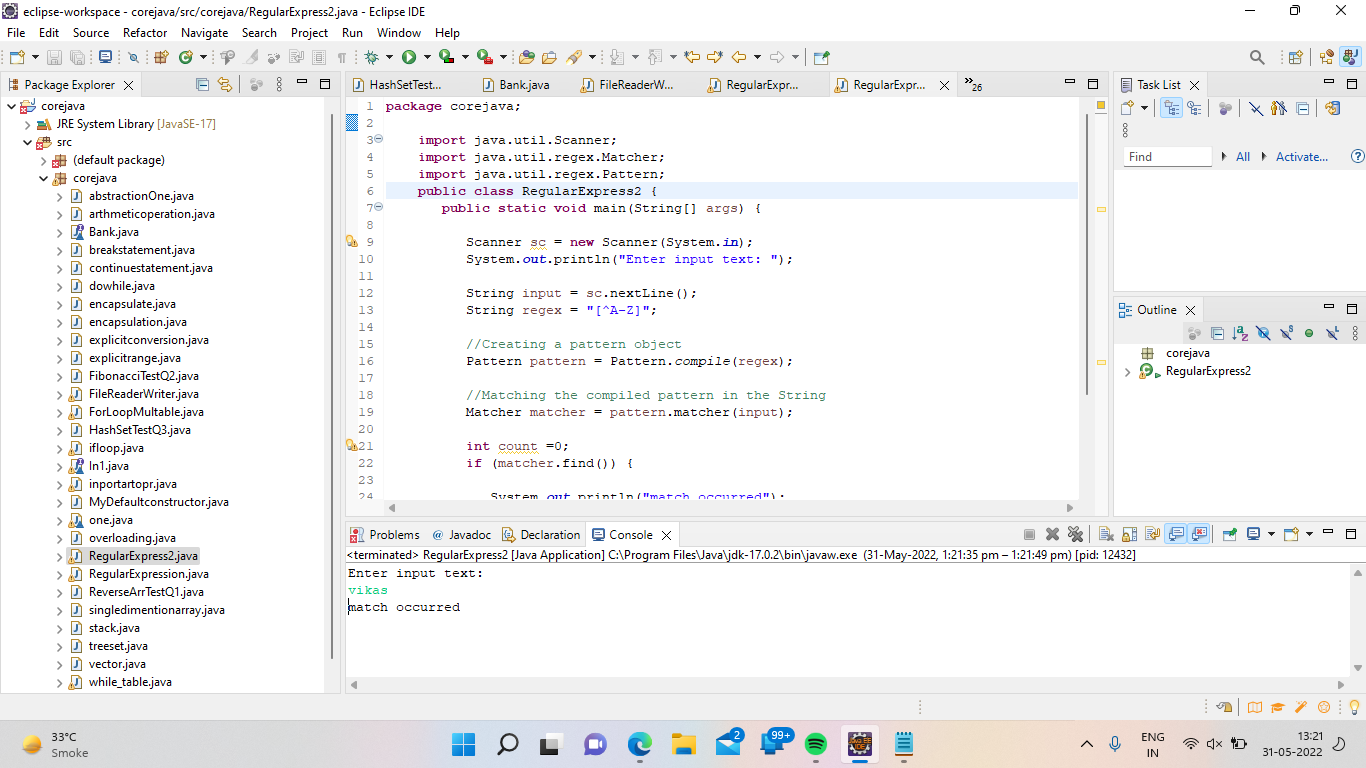 eclipse-workspace - corejava/src/corejava/RegularExpress2.java - Eclipse IDE
File Edit Source Refactor Navigate Search Project Run Window Help
Package Explorer
corejava
JRE System Library [JavaSE-17]
src
(default package)
corejava
abstractionOne.java
arthmeticoperation.java
Bank.java
breakstatement.java
continuestatement.java
dowhile.java
encapsulate.java
encapsulation.java
explicitconversion.java
explicitrange.java
FibonacciTestQ2.java
FileReaderWriter.java
ForLoopMultable.java
HashSetTestQ3.java
ifloop.java
In1.java
inportartopr.java
MyDefaultconstructor.java
one.java
overloading.java
RegularExpress2.java
RegularExpression.java
ReverseArrTestQ1.java
singledimentionarray.java
stack.java
treeset.java
vector.java
while_table.java
HashSetTest... Bank.java FileReaderW... RegularExpr... RegularExpr... »26
1 package corejava;
2
3 import java.util.Scanner;
4 import java.util.regex.Matcher;
5 import java.util.regex.Pattern;
6 public class RegularExpress2 {
7 public static void main(String[] args) {
8
9 Scanner sc = new Scanner(System.in);
10 System.out.println("Enter input text: ");
11
12 String input = sc.nextLine();
13 String regex = "[^A-Z]";
14
15 //Creating a pattern object
16 Pattern pattern = Pattern.compile(regex);
17
18 //Matching the compiled pattern in the String
19 Matcher matcher = pattern.matcher(input);
20
21 int count =0;
22 if (matcher.find()) {
23
24 System.out.println("match occurred");
Task List
Find All Activate...
Outline
corejava
RegularExpress2
Problems @ Javadoc Declaration Console
<terminated> RegularExpress2 [Java Application] C:\Program Files\Java\jdk-17.0.2\bin\javaw.exe (31-May-2022, 1:21:35 pm – 1:21:49 pm) [pid: 12432]
Enter input text:
vikas
match occurred
33°C
Smoke
2
99+
ENG
IN
13:21
31-05-2022